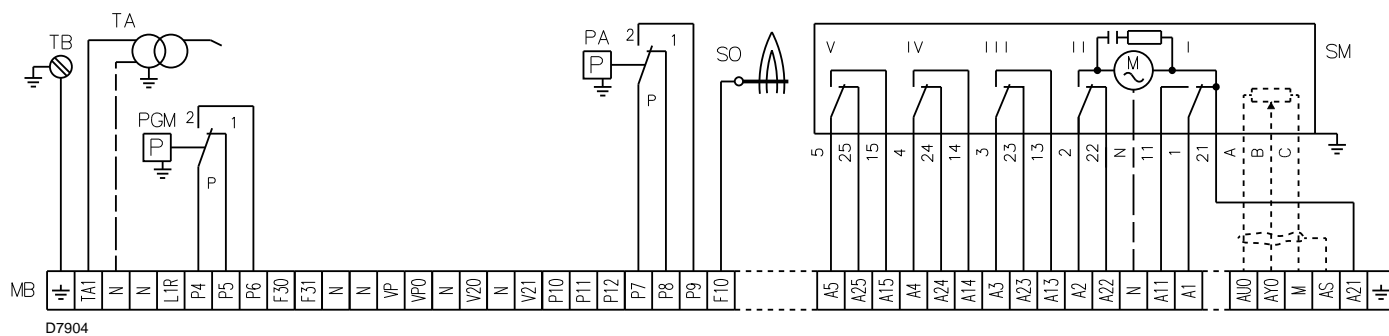 TB
TA
PGM
P
2
1
P
PA
P
2
1
P
SO
V
IV
III
II
I
M
SM
5
25
15
4
24
14
3
23
13
2
22
N
11
1
21
A
B
C
MB
TA1
N
N
L1R
P4
P5
P6
F30
F31
N
N
VP
VPO
N
V20
N
V21
P10
P11
P12
P7
P8
P9
F10
A5
A25
A15
A4
A24
A14
A3
A23
A13
A2
A22
N
A11
A1
AU0
AY0
M
AS
A21
D7904